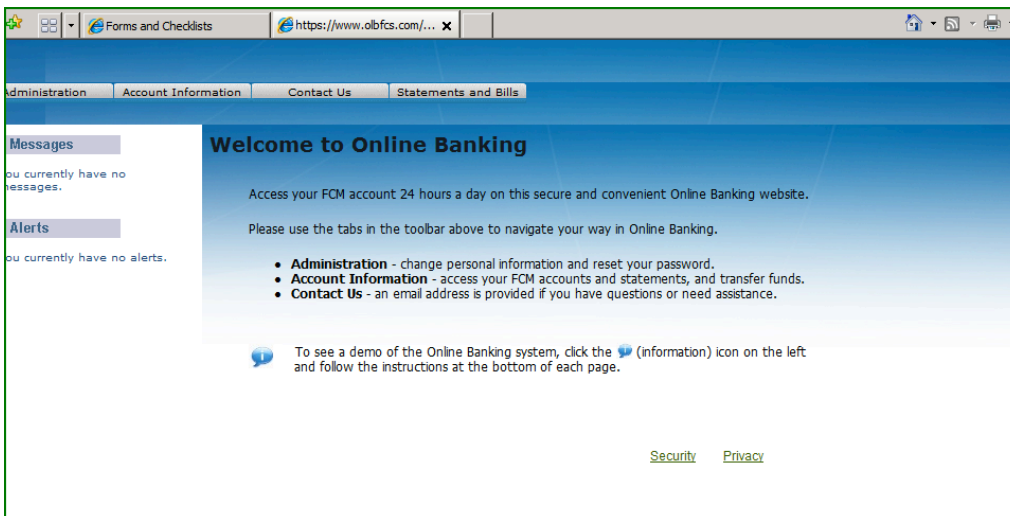 Forms and Checklists
https://www.olbfcs.com/...
Administration
Account Information
Contact Us
Statements and Bills
Messages
ou currently have no
messages.
Alerts
ou currently have no alerts.
Welcome to Online Banking
Access your FCM account 24 hours a day on this secure and convenient Online Banking website.
Please use the tabs in the toolbar above to navigate your way in Online Banking.
• Administration - change personal information and reset your password.
• Account Information - access your FCM accounts and statements, and transfer funds.
• Contact Us - an email address is provided if you have questions or need assistance.
To see a demo of the Online Banking system, click the (information) icon on the left
and follow the instructions at the bottom of each page.
Security
Privacy